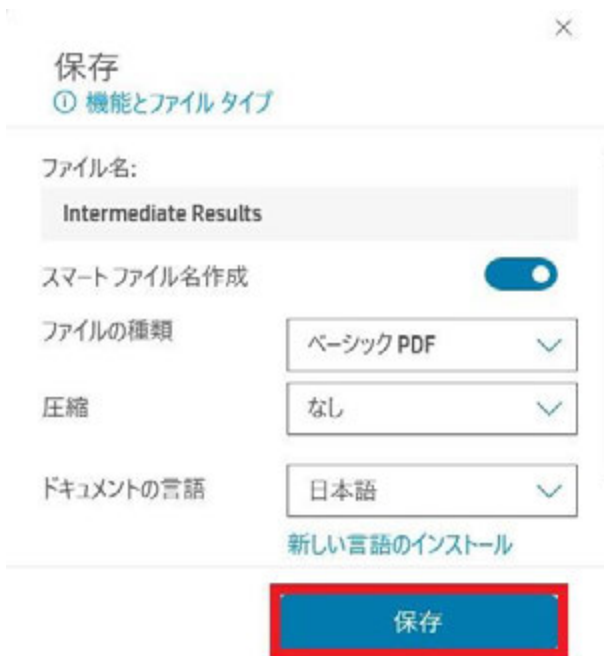 保存
機能とファイル タイプ
ファイル名:
Intermediate Results
スマート ファイル名作成
ファイルの種類
ベーシック PDF
圧縮
なし
ドキュメントの言語
日本語
新しい言語のインストール
保存